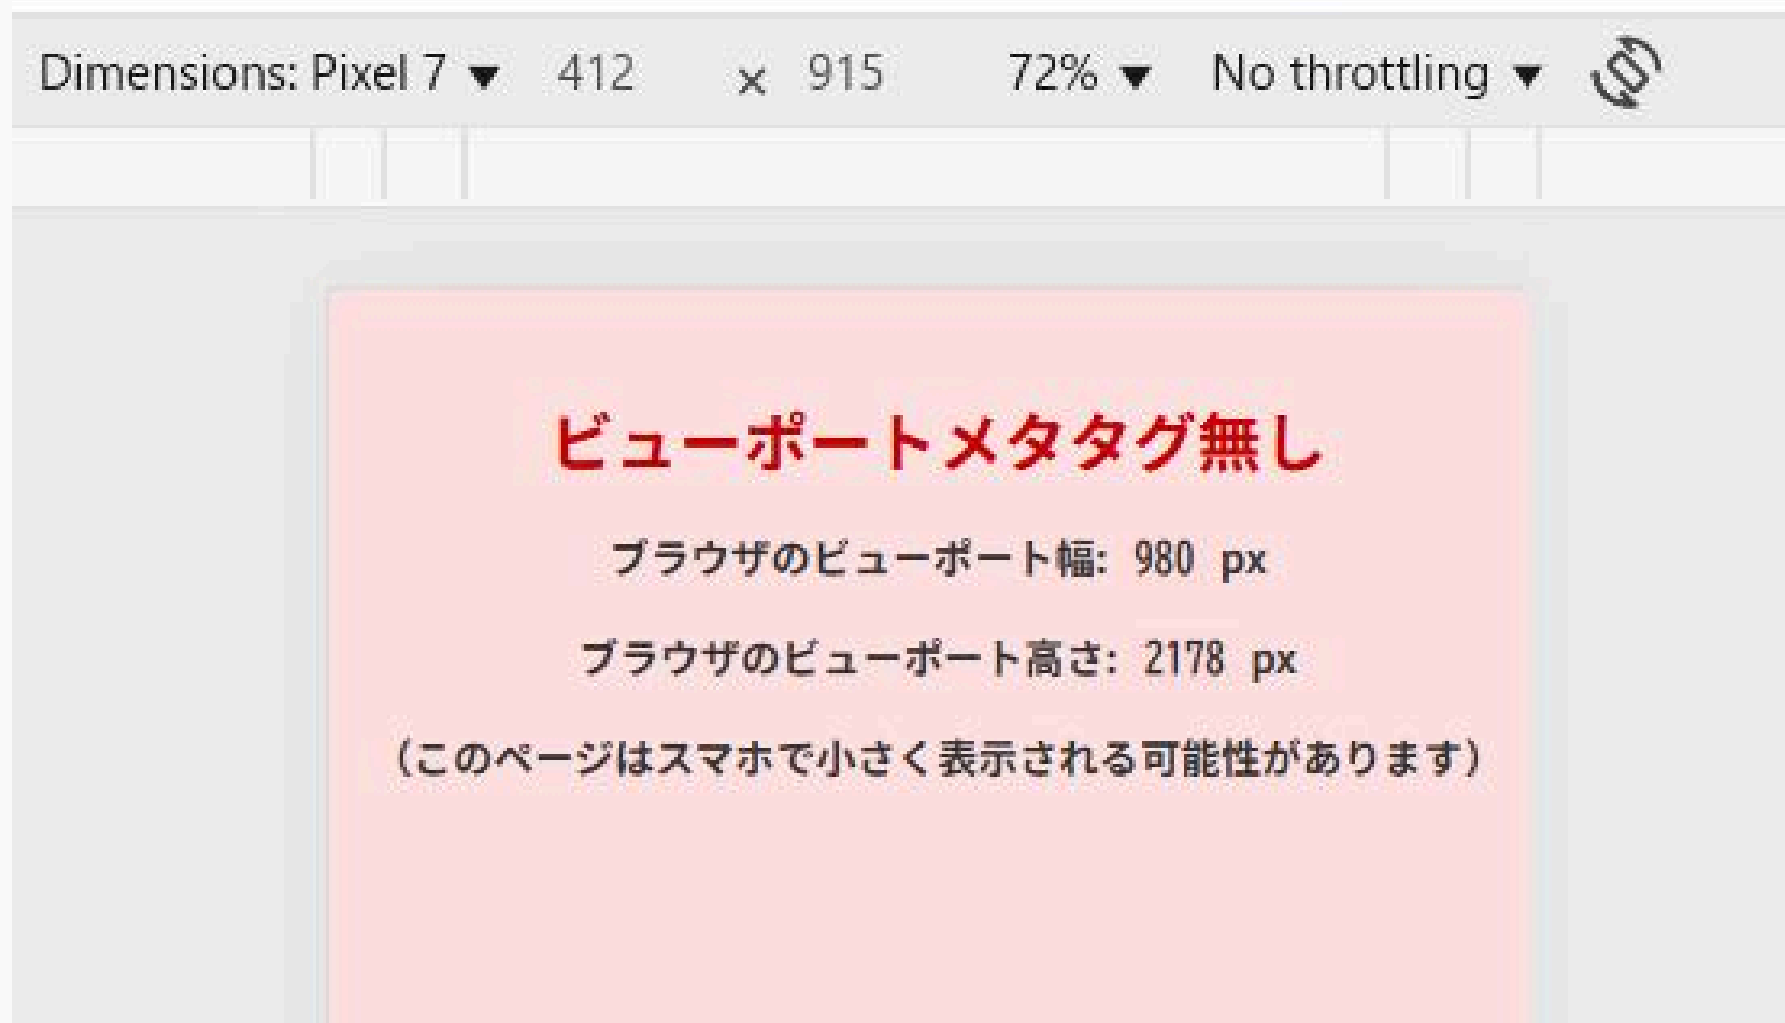 Dimensions: Pixel 7 ▼ 412 × 915 72% ▼ No throttling ▼
ビューポートメタタグ無し
ブラウザのビューポート幅: 980 px
ブラウザのビューポート高さ: 2178 px
（このページはスマホで小さく表示される可能性があります）